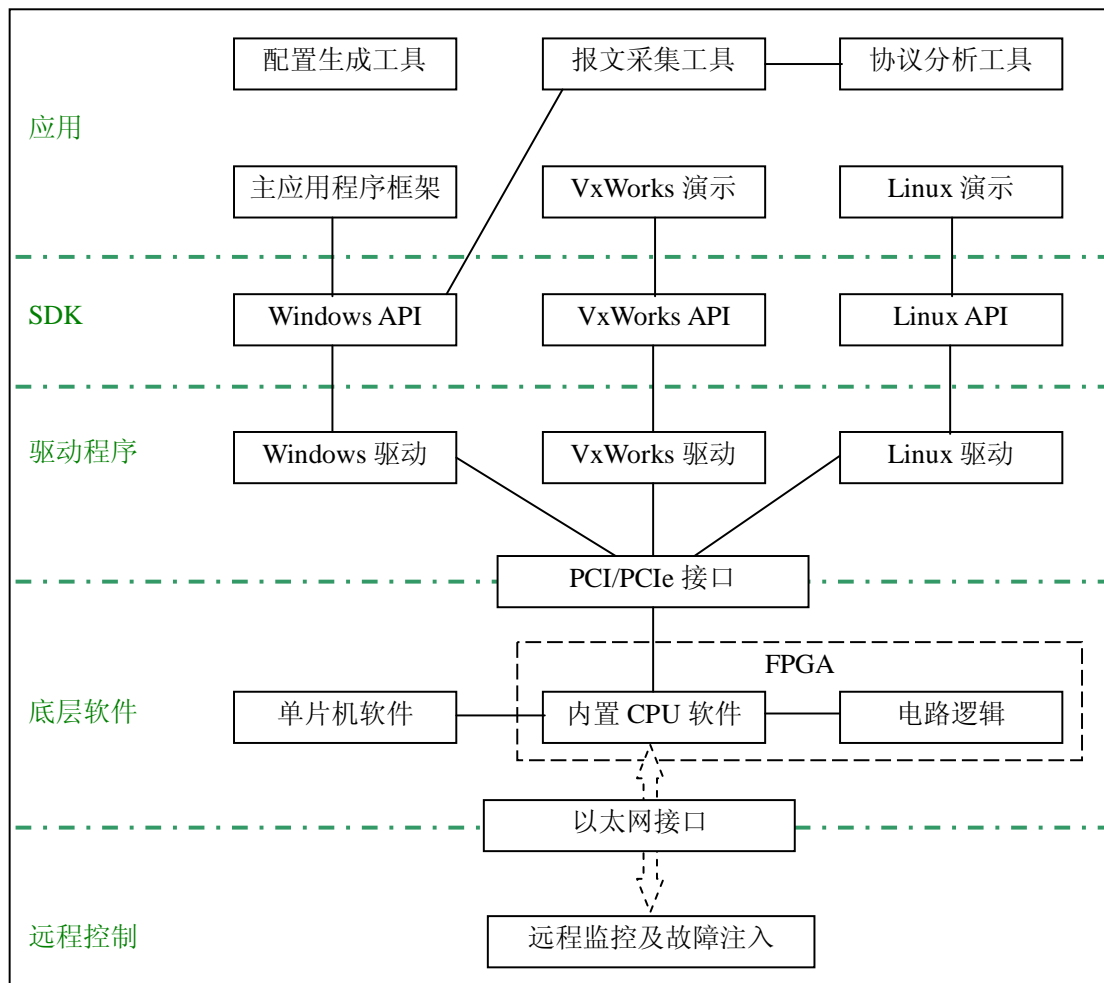 配置生成工具
报文采集工具
协议分析工具
应用
主应用程序框架
VxWorks 演示
Linux 演示
SDK
Windows API
VxWorks API
Linux API
驱动程序
Windows 驱动
VxWorks 驱动
Linux 驱动
PCI/PCIe 接口
FPGA
底层软件
单片机软件
内置 CPU 软件
电路逻辑
以太网接口
远程控制
远程监控及故障注入